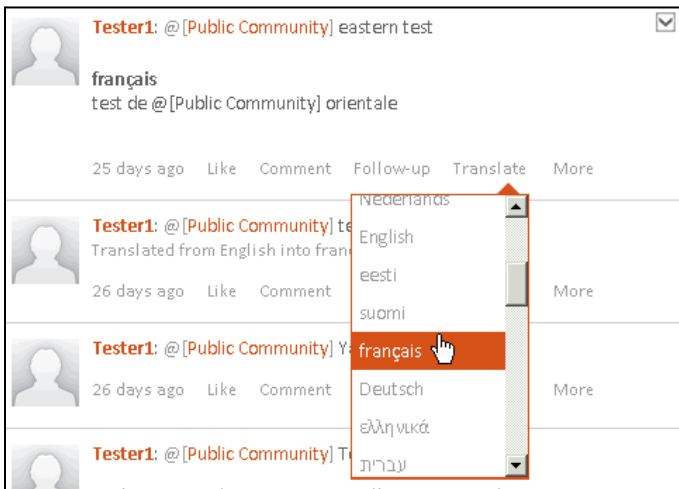 Tester1: @[Public Community] eastern test
français
test de @[Public Community] orientale
25 days ago Like Comment Follow-up Translate More
Nederlands
English
eesti
suomi
français
Deutsch
ελληνικά
עברית
Tester1: @[Public Community]
Translated from English into
26 days ago Like Comment More
Tester1: @[Public Community]
26 days ago Like Comment More
Tester1: @[Public Community]